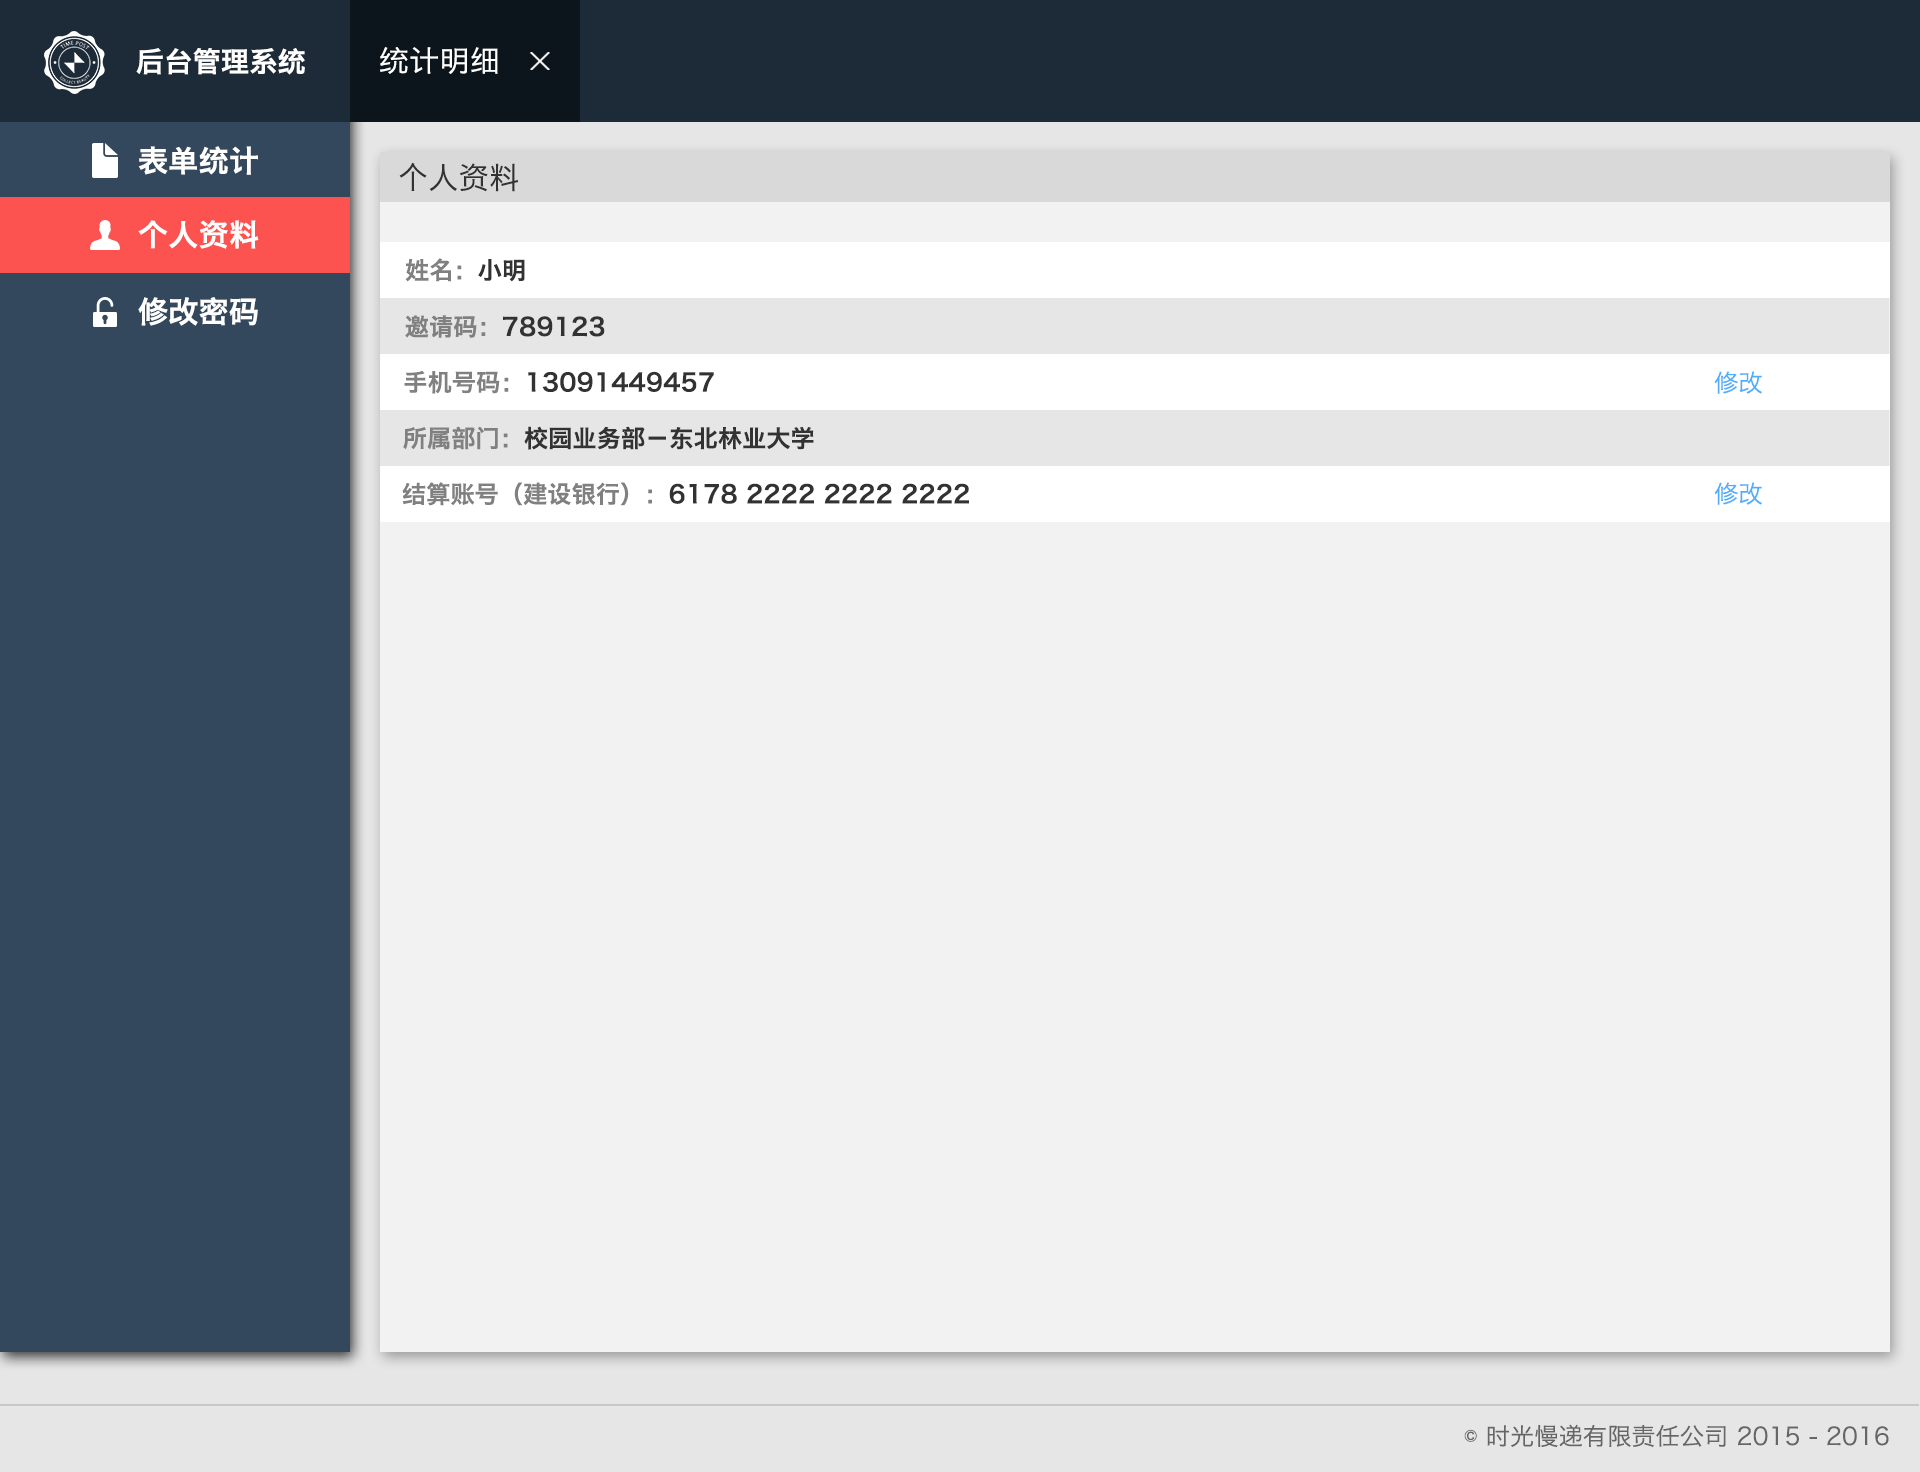 后台管理系统
统计明细
表单统计
个人资料
修改密码
个人资料
姓名：小明
邀请码：789123
手机号码：13091449457 修改
所属部门：校园业务部－东北林业大学
结算账号（建设银行）：6178 2222 2222 2222 修改
© 时光慢递有限责任公司 2015 - 2016